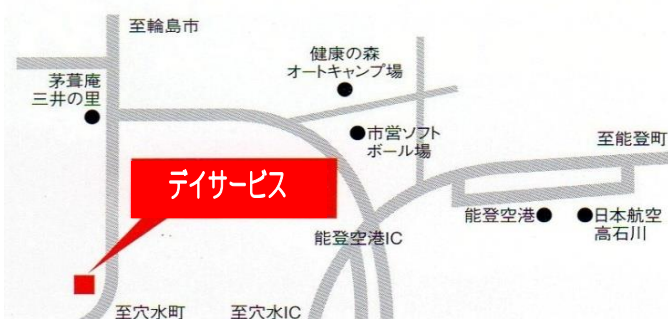 至輪島市
健康の森
オートキャンプ場
茅葺庵
三井の里
市営ソフト
ボール場
至能登町
デイサービス
能登空港
日本航空
高石川
能登空港IC
至穴水町
至穴水IC